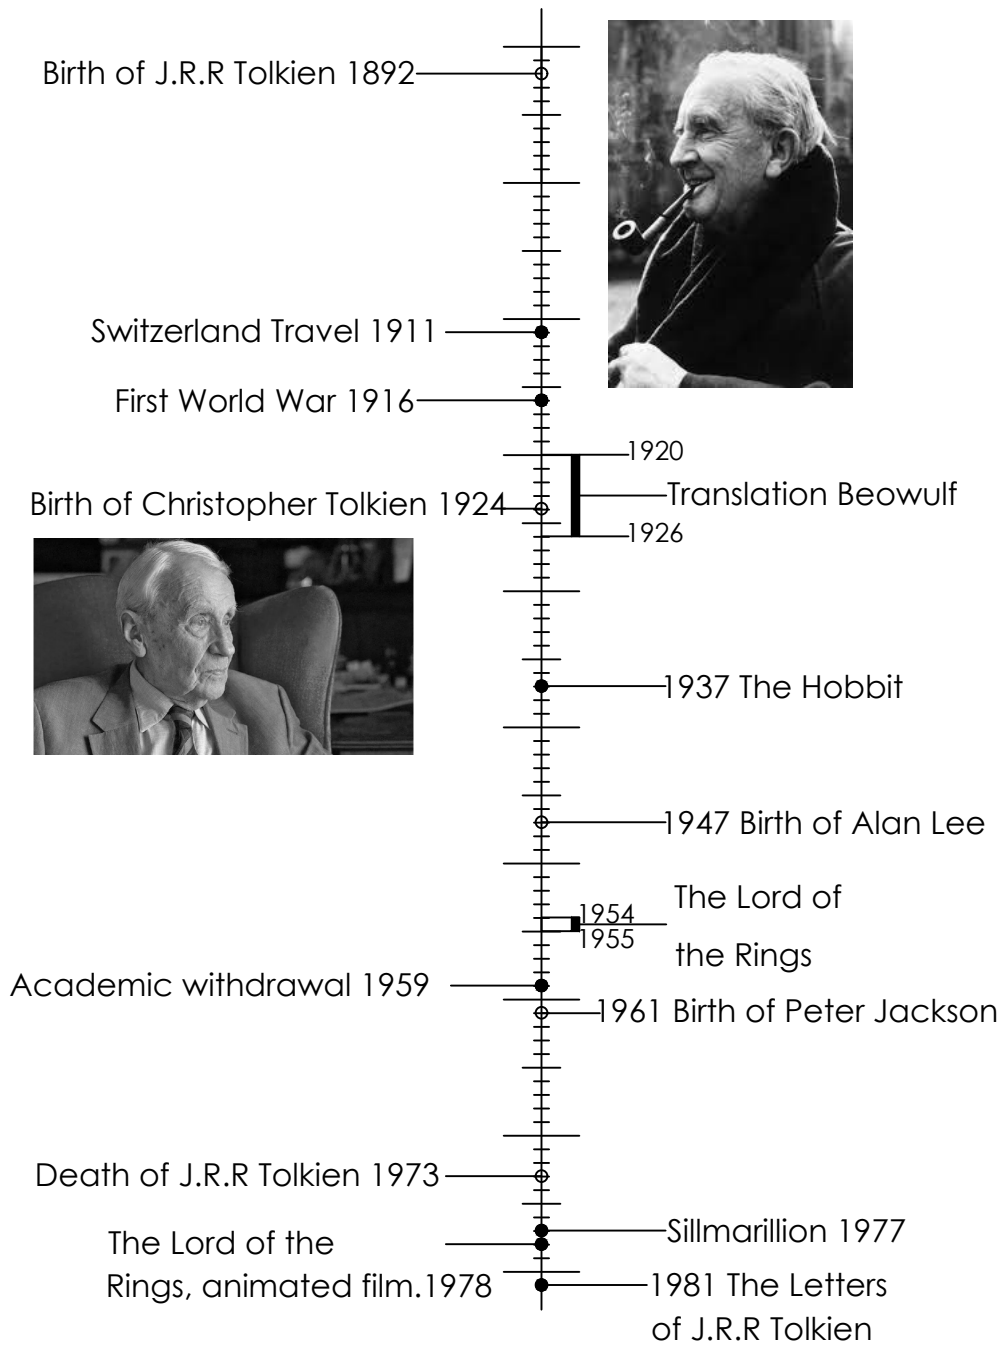 Birth of J.R.R Tolkien 1892
Switzerland Travel 1911
First World War 1916
1920
Translation Beowulf
Birth of Christopher Tolkien 1924
1926
1937 The Hobbit
1947 Birth of Alan Lee
The Lord of
1954
1955
the Rings
Academic withdrawal 1959
1961 Birth of Peter Jackson
Death of J.R.R Tolkien 1973
Sillmarillion 1977
The Lord of the
Rings, animated film.1978
1981 The Letters
of J.R.R Tolkien